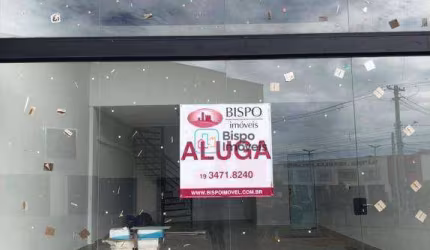 BISPO
imóveis
Bispo
Imóveis
ALUGA
19 3471.8240
WWW.BISPOIMOVEL.COM.BR